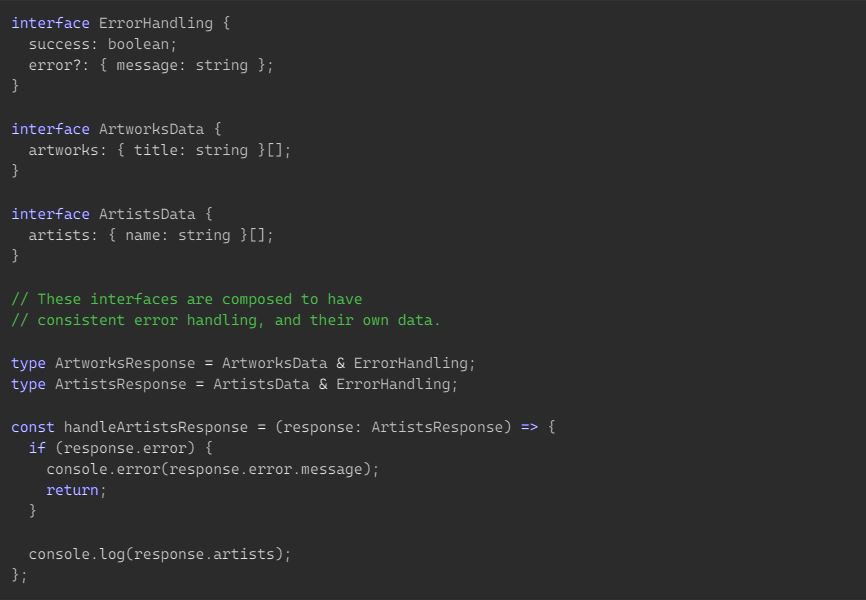 interface ErrorHandling {
  success: boolean;
  error?: { message: string };
}

interface ArtworksData {
  artworks: { title: string }[];
}

interface ArtistsData {
  artists: { name: string }[];
}

// These interfaces are composed to have
// consistent error handling, and their own data.

type ArtworksResponse = ArtworksData & ErrorHandling;
type ArtistsResponse = ArtistsData & ErrorHandling;

const handleArtistsResponse = (response: ArtistsResponse) => {
  if (response.error) {
    console.error(response.error.message);
    return;
  }

  console.log(response.artists);
};